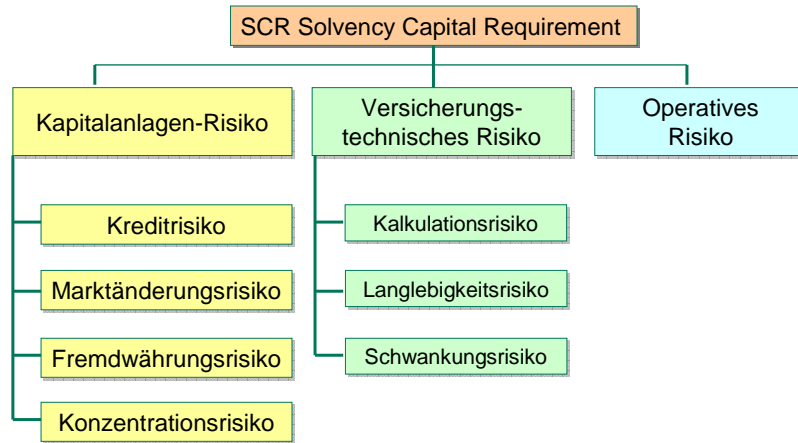 SCR Solvency Capital Requirement
Kapitalanlagen-Risiko
Versicherungs-
technisches Risiko
Operatives
Risiko
Kreditrisiko
Marktänderungsrisiko
Fremdwährungsrisiko
Konzentrationsrisiko
Kalkulationsrisiko
Langlebigkeitsrisiko
Schwankungsrisiko